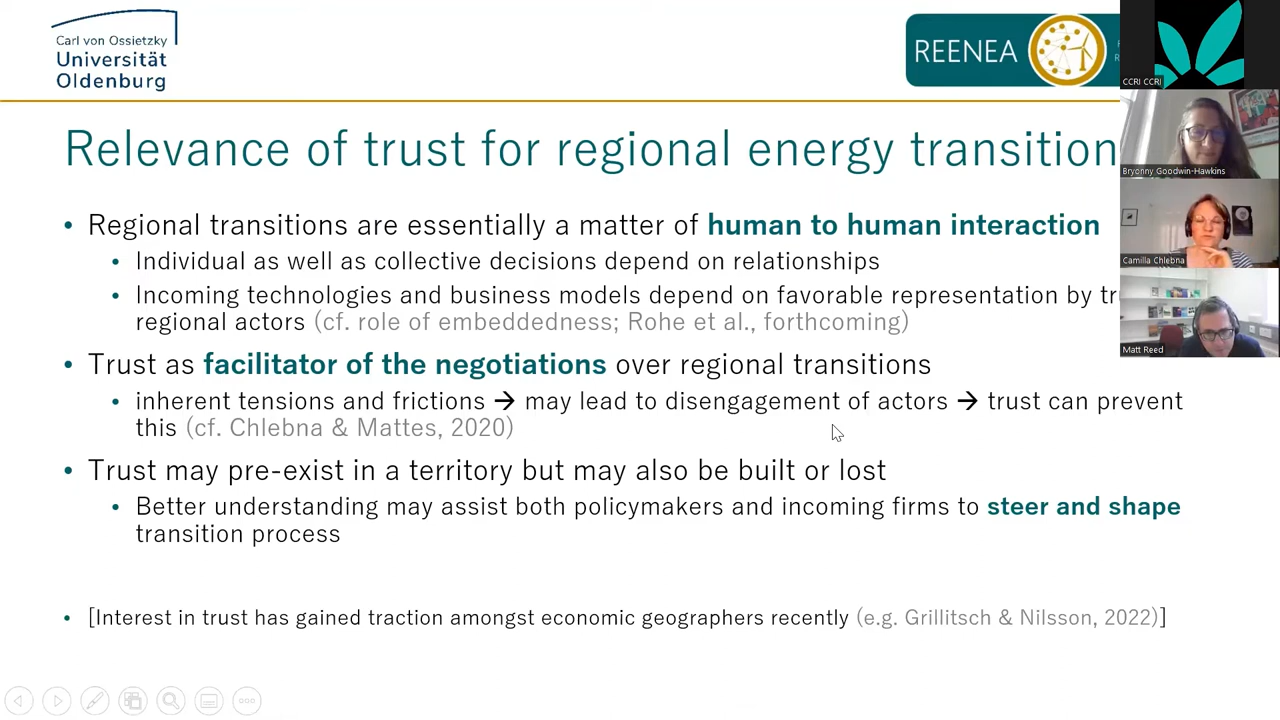 Carl von Ossietzky
Universität
Oldenburg
REENEA
CCRI CCRI
Bryonny Goodwin-Hawkins
Camilla Chlebna
Matt Reed
Relevance of trust for regional energy transition
• Regional transitions are essentially a matter of human to human interaction
• Individual as well as collective decisions depend on relationships
• Incoming technologies and business models depend on favorable representation by
regional actors (cf. role of embeddedness; Rohe et al., forthcoming)
• Trust as facilitator of the negotiations over regional transitions
• inherent tensions and frictions → may lead to disengagement of actors → trust can prevent
this (cf. Chlebna & Mattes, 2020)
• Trust may pre-exist in a territory but may also be built or lost
• Better understanding may assist both policymakers and incoming firms to steer and shape
transition process
• [Interest in trust has gained traction amongst economic geographers recently (e.g. Grillitsch & Nilsson, 2022)]